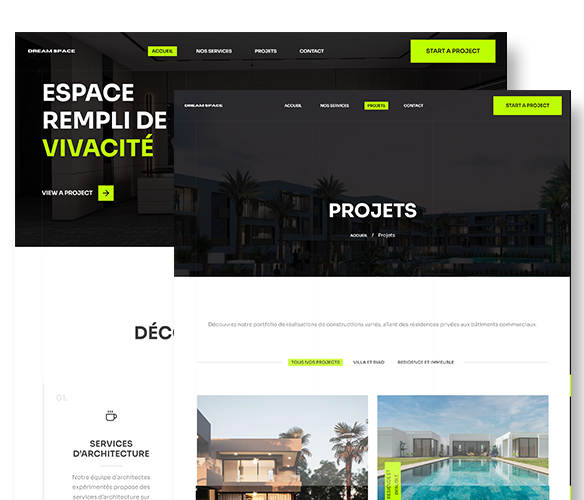 DREAM SPACE
ACCUEIL
NOS SERVICES
PROJETS
CONTACT
START A PROJECT
ESPACE
REMPLI DE
VIVACITÉ
VIEW A PROJECT
DÉC
01.
SERVICES
D'ARCHITECTURE
Notre équipe d'architectes
expérimentés propose des
services d'architecture sur
DREAM SPACE
ACCUEIL
NOS SERVICES
PROJETS
CONTACT
START A PROJECT
PROJETS
ACCUEIL / Projets
Découvrez notre portfolio de réalisations de constructions variés, allant des résidences privées aux bâtiments commerciaux.
TOUS NOS PROJECTS
VILLA ET RIAD
RESIDENCE ET IMMEUBLE